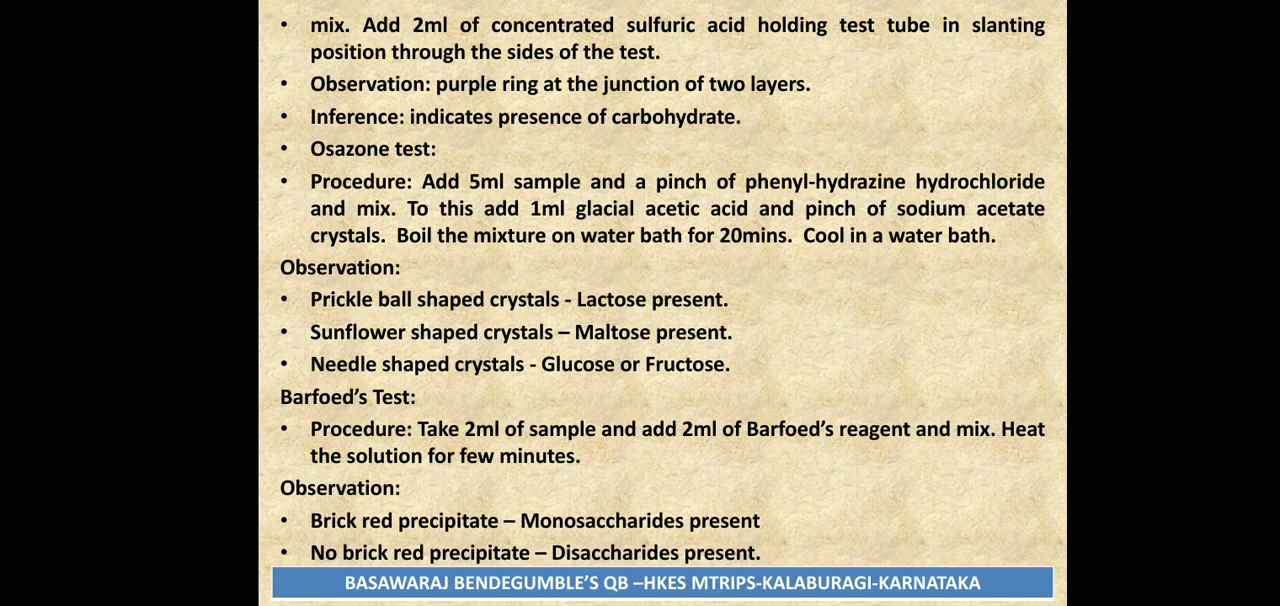 • mix. Add 2ml of concentrated sulfuric acid holding test tube in slanting
position through the sides of the test.
• Observation: purple ring at the junction of two layers.
• Inference: indicates presence of carbohydrate.
• Osazone test:
• Procedure: Add 5ml sample and a pinch of phenyl-hydrazine hydrochloride
and mix. To this add 1ml glacial acetic acid and pinch of sodium acetate
crystals. Boil the mixture on water bath for 20mins. Cool in a water bath.
Observation:
• Prickle ball shaped crystals - Lactose present.
• Sunflower shaped crystals – Maltose present.
• Needle shaped crystals - Glucose or Fructose.
Barfoed’s Test:
• Procedure: Take 2ml of sample and add 2ml of Barfoed’s reagent and mix. Heat
the solution for few minutes.
Observation:
• Brick red precipitate – Monosaccharides present
• No brick red precipitate – Disaccharides present.
BASAWARAJ BENDEGUMBLE’S QB –HKES MTRIPS-KALABURAGI-KARNATAKA